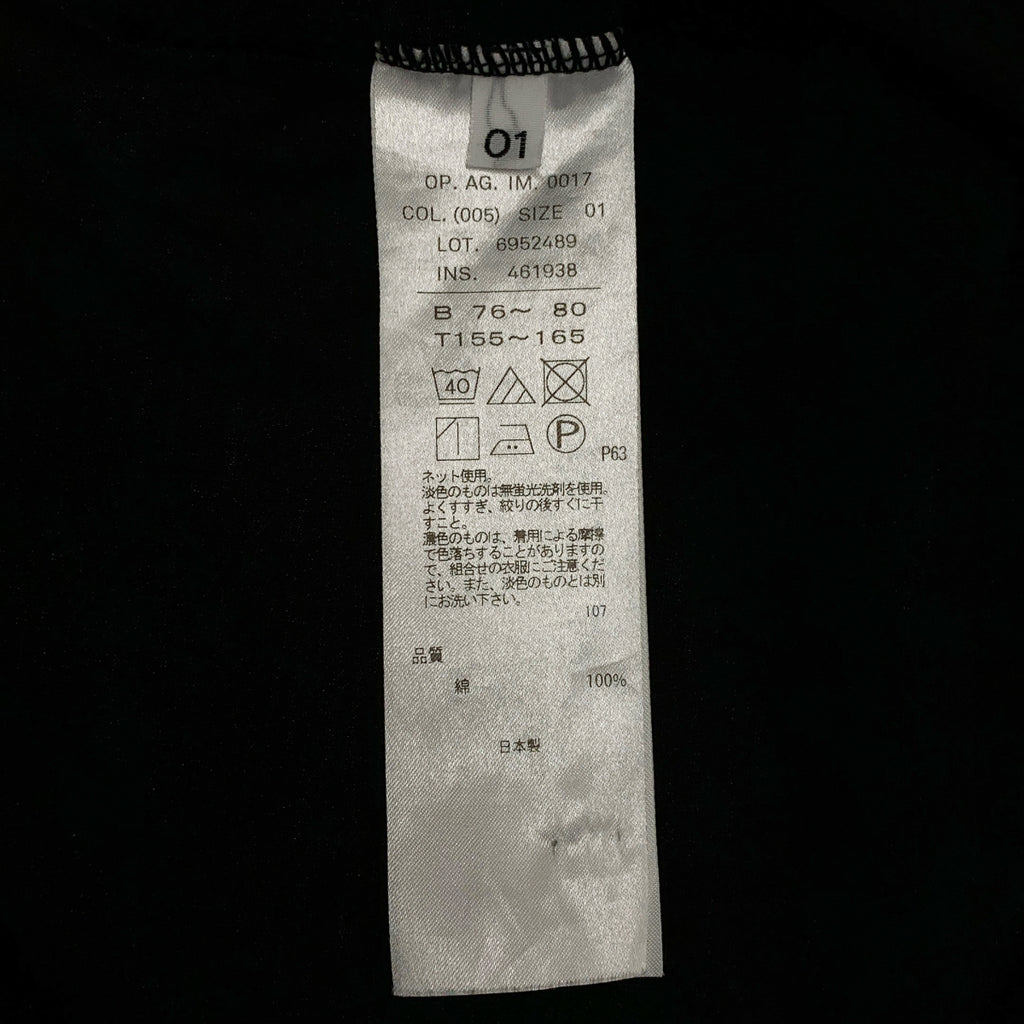 01
OP. AG. IM. 0017
COL. (005) SIZE 01
LOT. 6952489
INS. 461938
B 76〜 80
T155〜165
40
P
P63
ネット使用。
淡色のものは無蛍光洗剤を使用。
よくすすぎ、絞りの後すぐに干
すこと。
濃色のものは、着用による摩擦
で色落ちすることがありますの
で、組合せの衣服にご注意くだ
さい。また、淡色のものとは別
にお洗い下さい。
107
品質
綿 100%
日本製